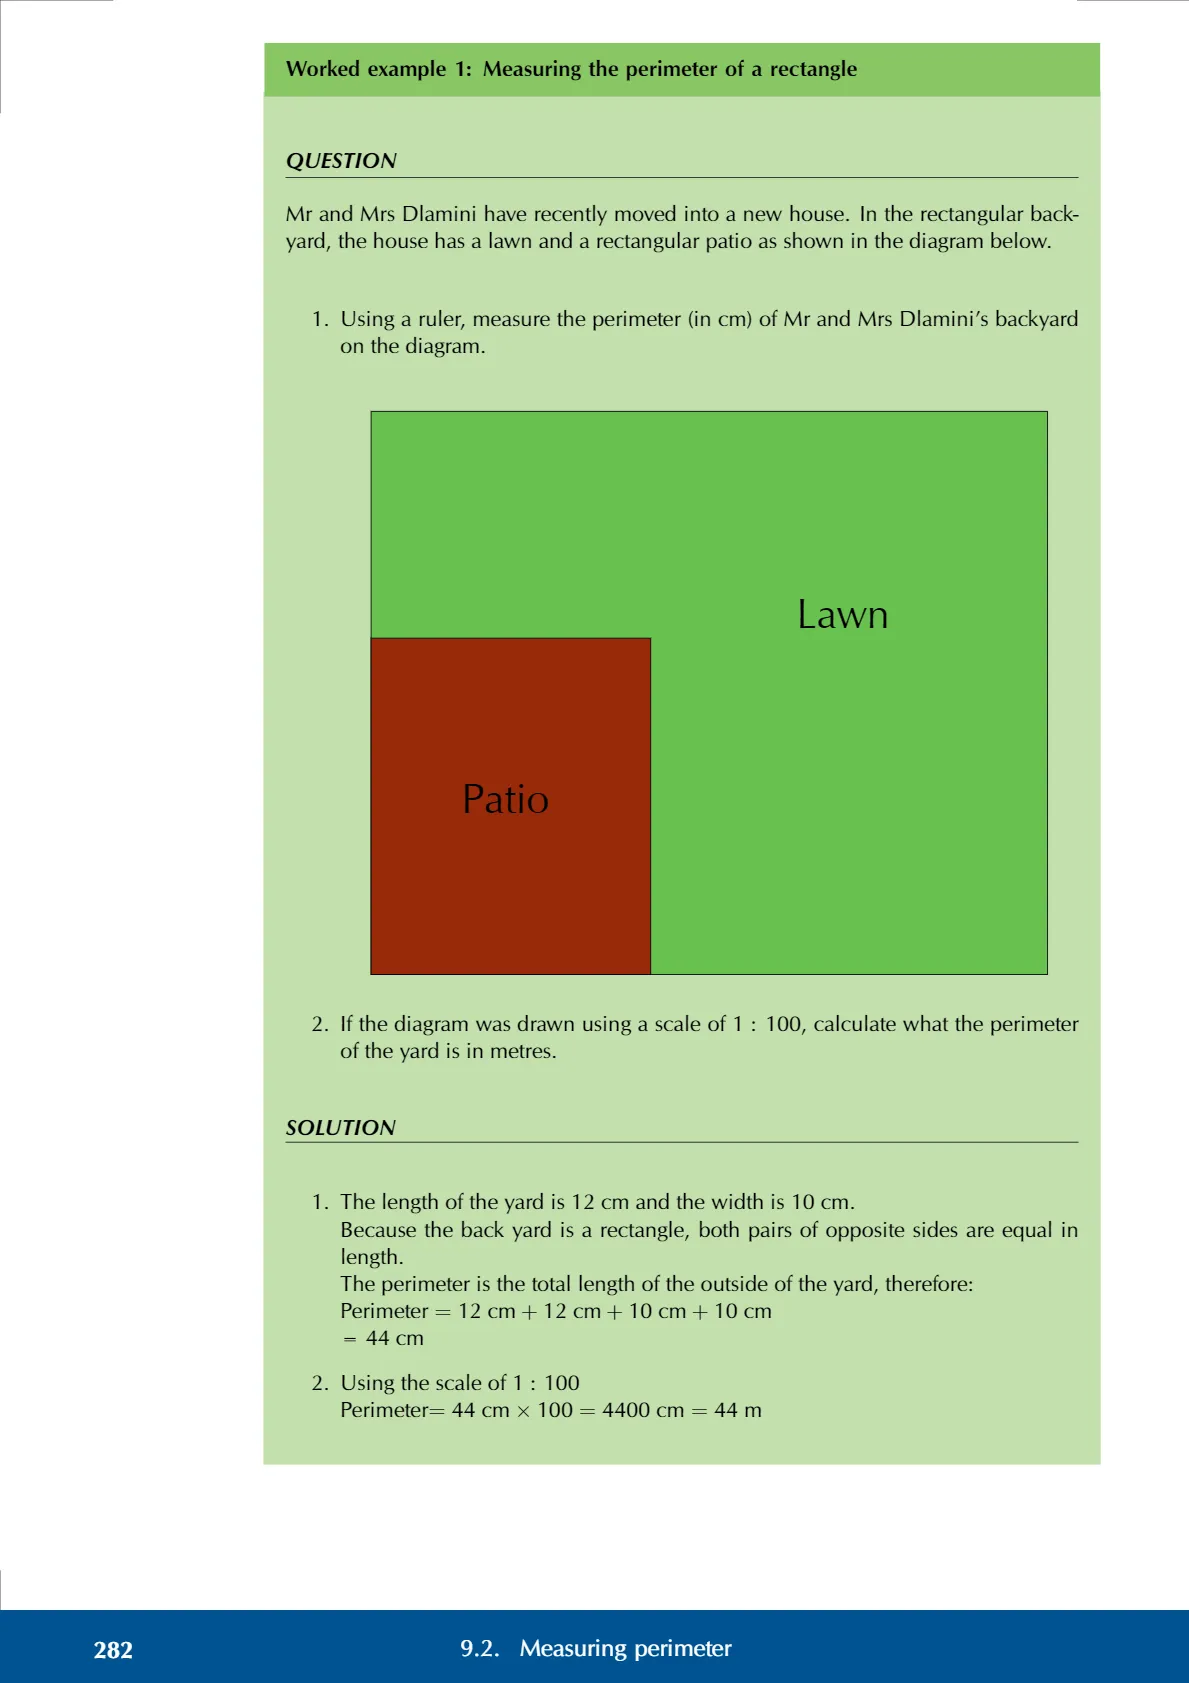 Worked example 1: Measuring the perimeter of a rectangle
QUESTION
Mr and Mrs Dlamini have recently moved into a new house. In the rectangular back-
yard, the house has a lawn and a rectangular patio as shown in the diagram below.
1. Using a ruler, measure the perimeter (in cm) of Mr and Mrs Dlamini’s backyard
on the diagram.
Lawn
Patio
2. If the diagram was drawn using a scale of 1 : 100, calculate what the perimeter
of the yard is in metres.
SOLUTION
1. The length of the yard is 12 cm and the width is 10 cm.
Because the back yard is a rectangle, both pairs of opposite sides are equal in
length.
The perimeter is the total length of the outside of the yard, therefore:
Perimeter = 12 cm + 12 cm + 10 cm + 10 cm
= 44 cm
2. Using the scale of 1 : 100
Perimeter= 44 cm × 100 = 4400 cm = 44 m
282 9.2. Measuring perimeter